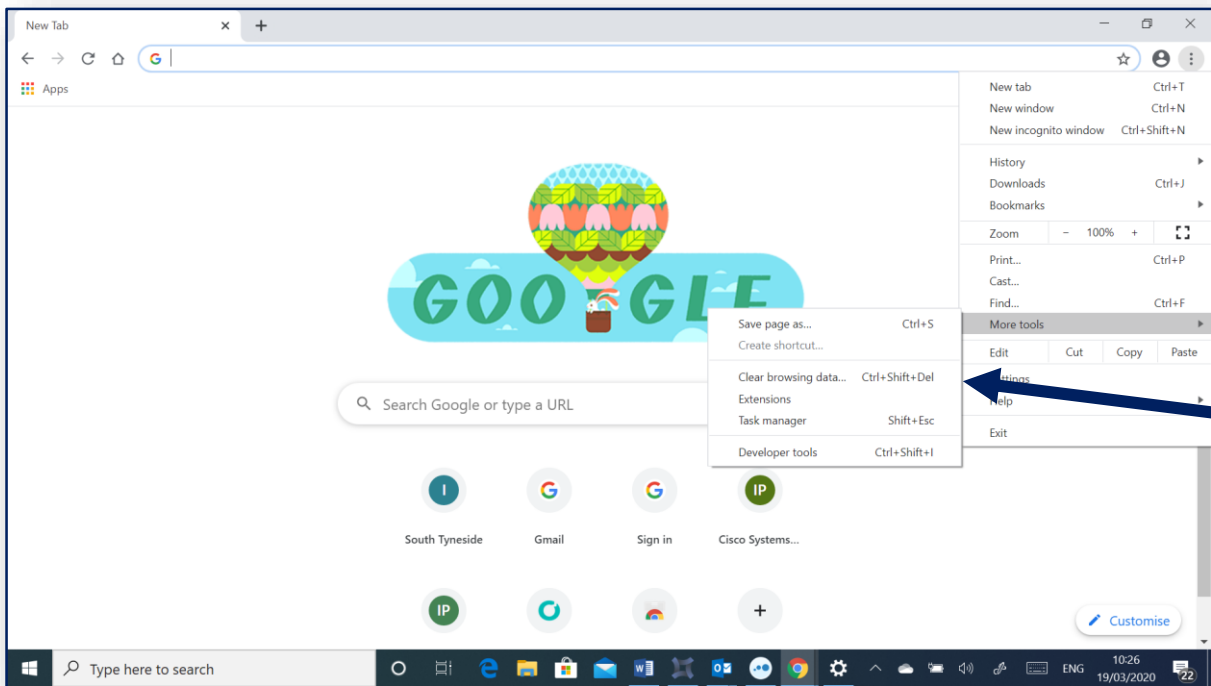 New Tab
Apps
New tab Ctrl+T
New window Ctrl+N
New incognito window Ctrl+Shift+N
History
Downloads Ctrl+J
Bookmarks
Zoom - 100% +
Print... Ctrl+P
Cast...
Find... Ctrl+F
More tools
Edit Cut Copy Paste
Settings
Help
Exit
GOOGLE
Save page as... Ctrl+S
Create shortcut...
Clear browsing data... Ctrl+Shift+Del
Extensions
Task manager Shift+Esc
Developer tools Ctrl+Shift+I
Search Google or type a URL
I G G IP
South Tyneside Gmail Sign in Cisco Systems...
IP
Customise
Type here to search
ENG 10:26
19/03/2020 22